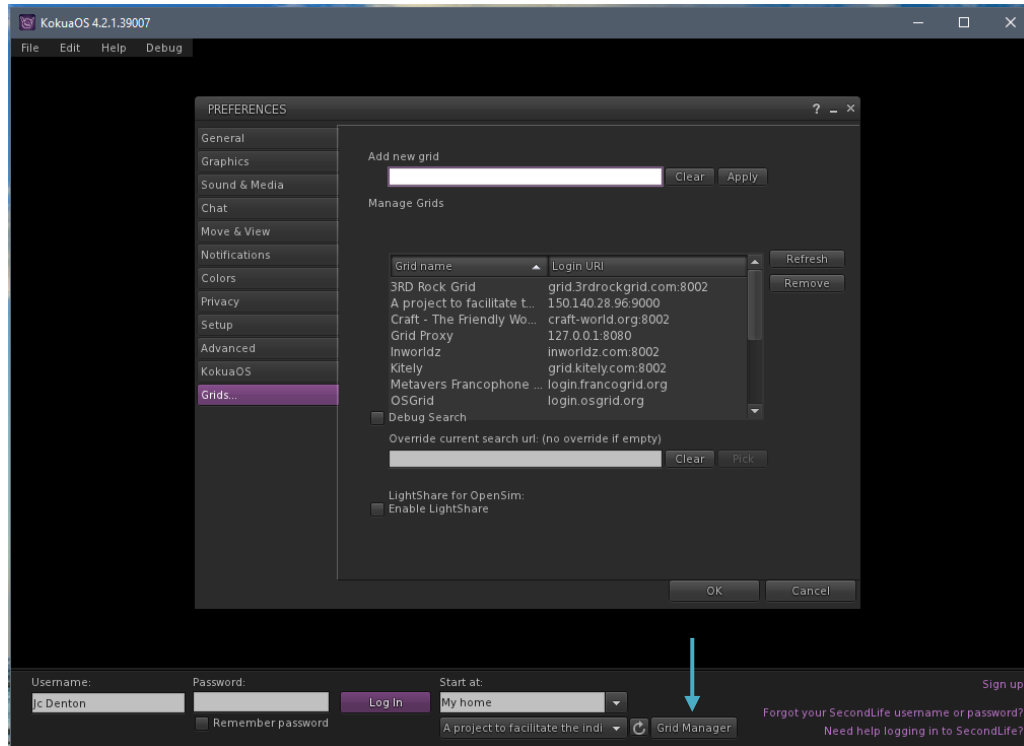 KokuaOS 4.2.1.39007
File Edit Help Debug
PREFERENCES
General
Graphics
Sound & Media
Chat
Move & View
Notifications
Colors
Privacy
Setup
Advanced
KokuaOS
Grids...
Add new grid
Clear Apply
Manage Grids
Grid name Login URI
3RD Rock Grid grid.3rdrockgrid.com:8002
A project to facilitate t... 150.140.28.96:9000
Craft - The Friendly Wo... craft-world.org:8002
Grid Proxy 127.0.0.1:8080
Inworldz inworldz.com:8002
Kitely grid.kitely.com:8002
Metavers Francophone ... login.francogrid.org
OSGrid login.osgrid.org
Refresh
Remove
Debug Search
Override current search url: (no override if empty)
Clear Pick
LightShare for OpenSim:
Enable LightShare
OK Cancel
Username: Password: Start at: Sign up
Jc Denton Log In My home
Remember password A project to facilitate the indi Grid Manager
Forgot your SecondLife username or password?
Need help logging in to SecondLife?